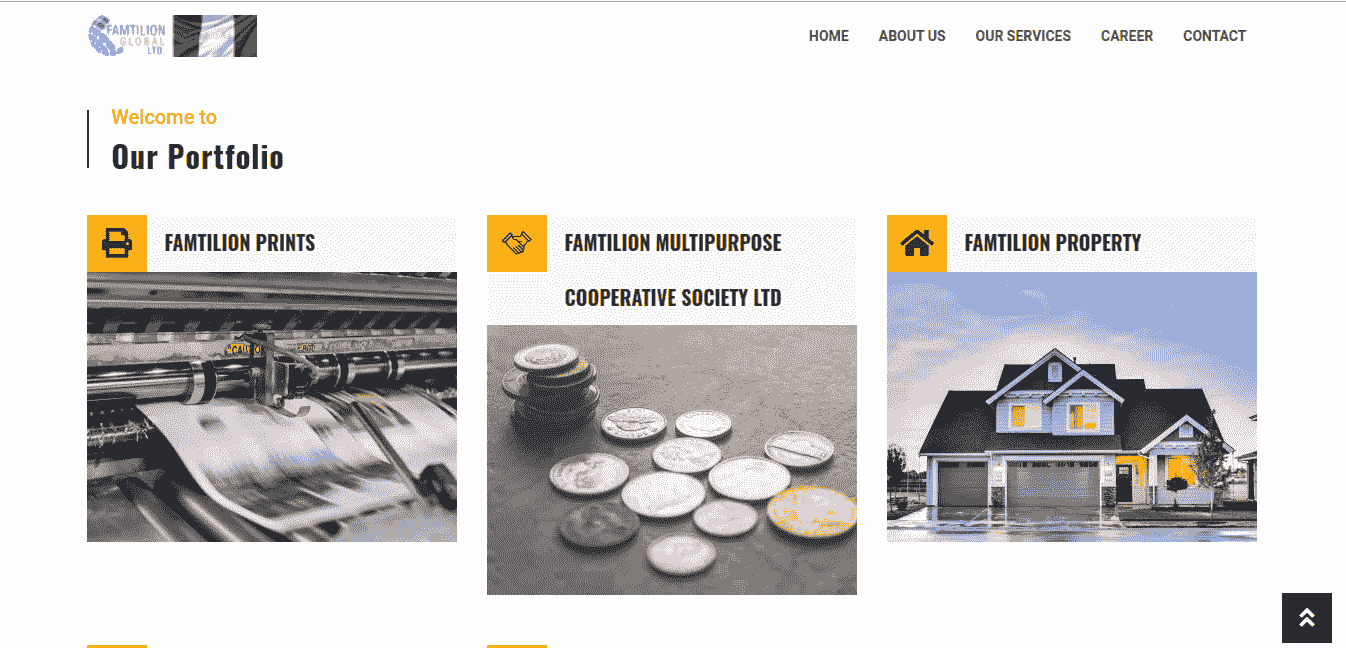 FAMTILION
GLOBAL
LTD
HOME ABOUT US OUR SERVICES CAREER CONTACT
Welcome to
Our Portfolio
FAMTILION PRINTS
FAMTILION MULTIPURPOSE
COOPERATIVE SOCIETY LTD
FAMTILION PROPERTY
CAUTION